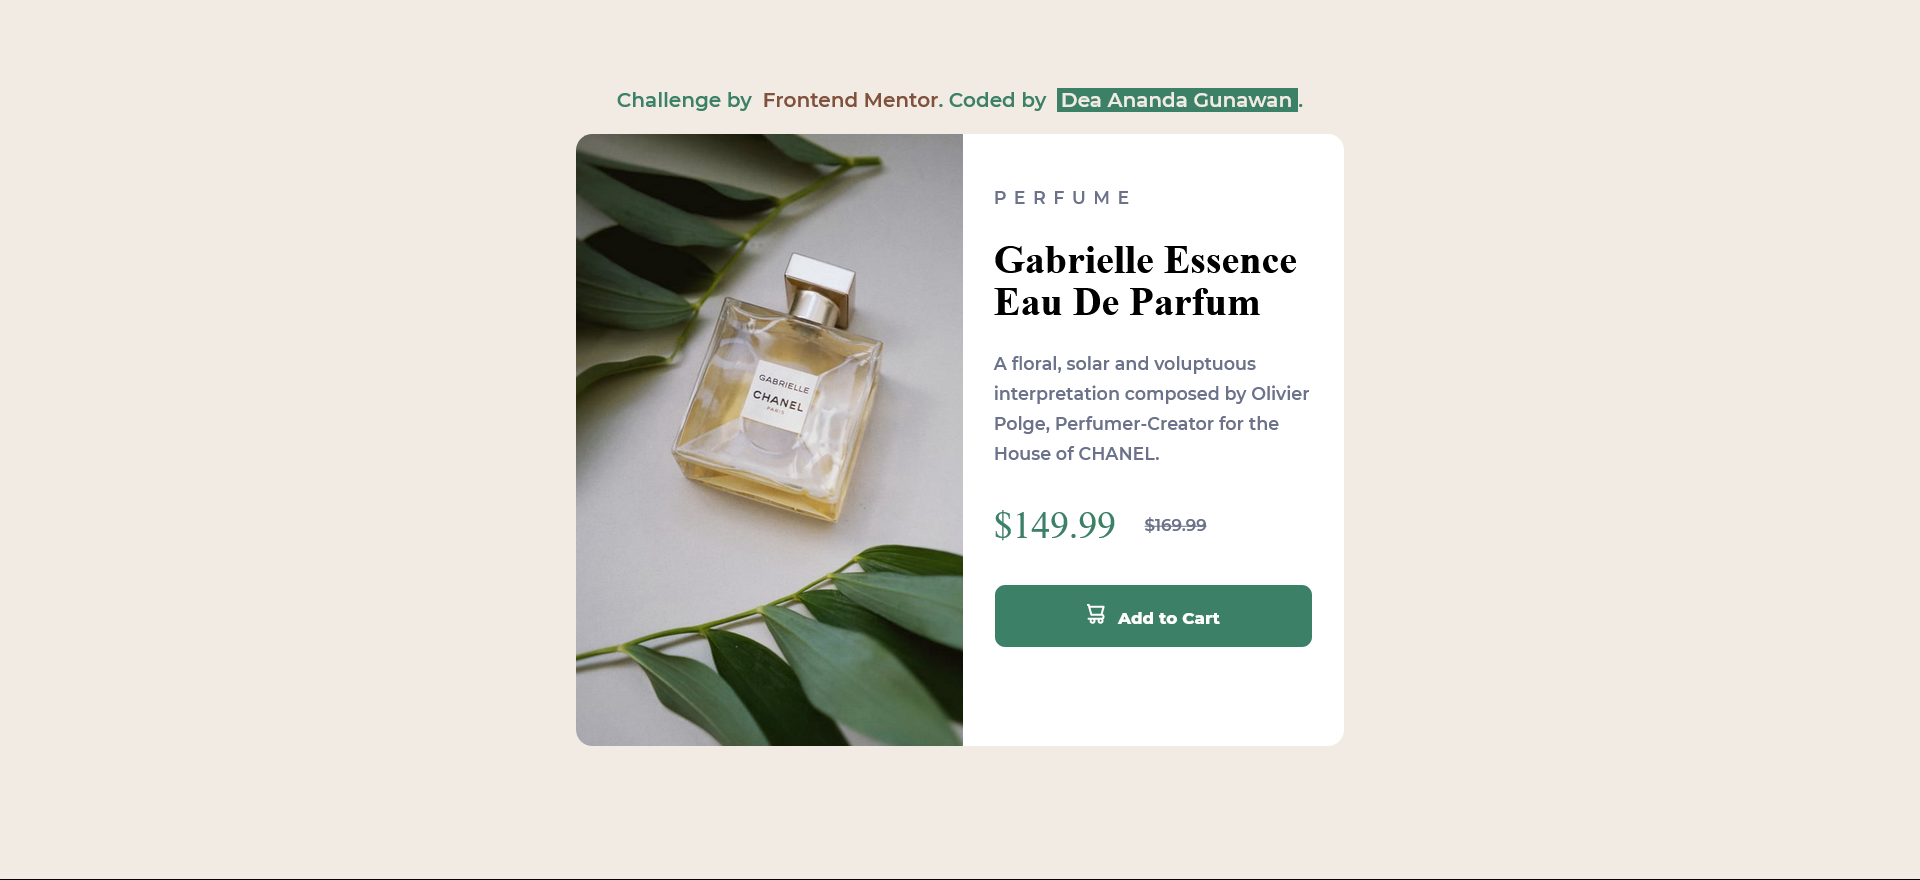 Challenge by Frontend Mentor. Coded by Dea Ananda Gunawan .
GABRIELLE
CHANEL
PARIS
PERFUME
Gabrielle Essence
Eau De Parfum
A floral, solar and voluptuous
interpretation composed by Olivier
Polge, Perfumer-Creator for the
House of CHANEL.
$149.99 $169.99
Add to Cart